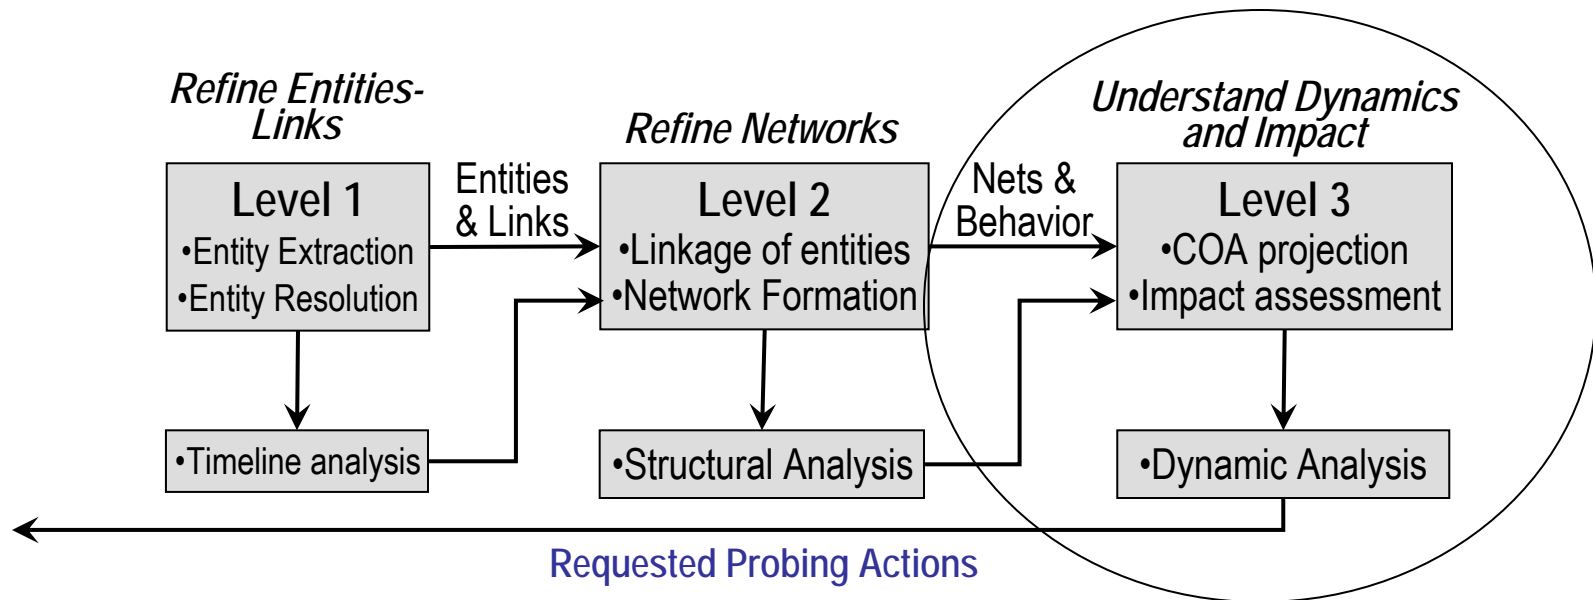 Refine Entities-
Links
Level 1
•Entity Extraction
•Entity Resolution
•Timeline analysis
Entities
& Links
Refine Networks
Level 2
•Linkage of entities
•Network Formation
•Structural Analysis
Nets &
Behavior
Understand Dynamics
and Impact
Level 3
•COA projection
•Impact assessment
•Dynamic Analysis
Requested Probing Actions